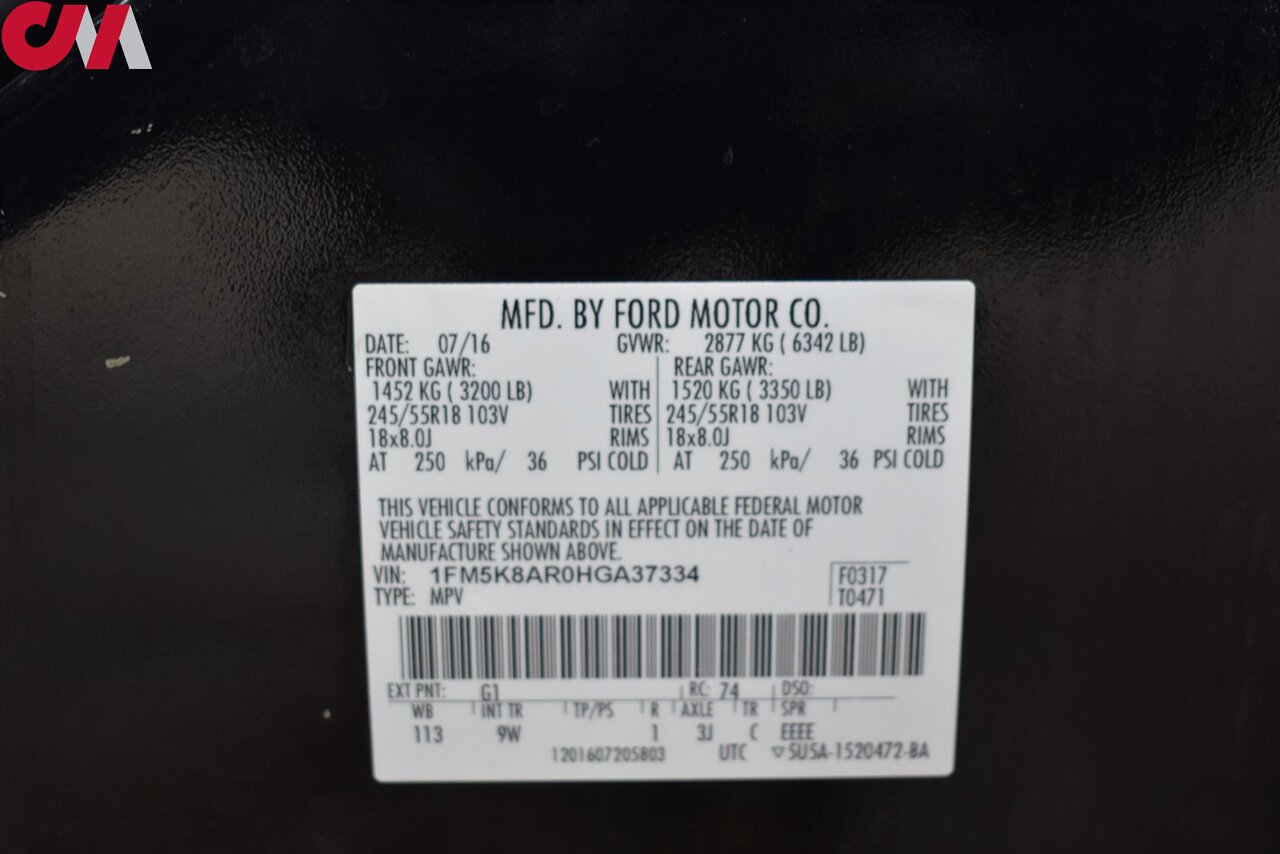 CMA
MFD. BY FORD MOTOR CO.
DATE: 07/16 GVWR: 2877 KG ( 6342 LB)
FRONT GAWR: REAR GAWR:
1452 KG ( 3200 LB) WITH 1520 KG ( 3350 LB) WITH
245/55R18 103V TIRES 245/55R18 103V TIRES
18x8.0J RIMS 18x8.0J RIMS
AT 250 kPa/ 36 PSI COLD AT 250 kPa/ 36 PSI COLD
THIS VEHICLE CONFORMS TO ALL APPLICABLE FEDERAL MOTOR
VEHICLE SAFETY STANDARDS IN EFFECT ON THE DATE OF
MANUFACTURE SHOWN ABOVE.
VIN: 1FM5K8AR0HGA37334 F0317
TYPE: MPV T0471
EXT PNT: G1 RC: 74 DSO:
WB INT TR TP/PS R AXLE TR SPR
113 9W 1 3J C EEEE
1201607205803 UTC ▽5U5A-1520472-BA